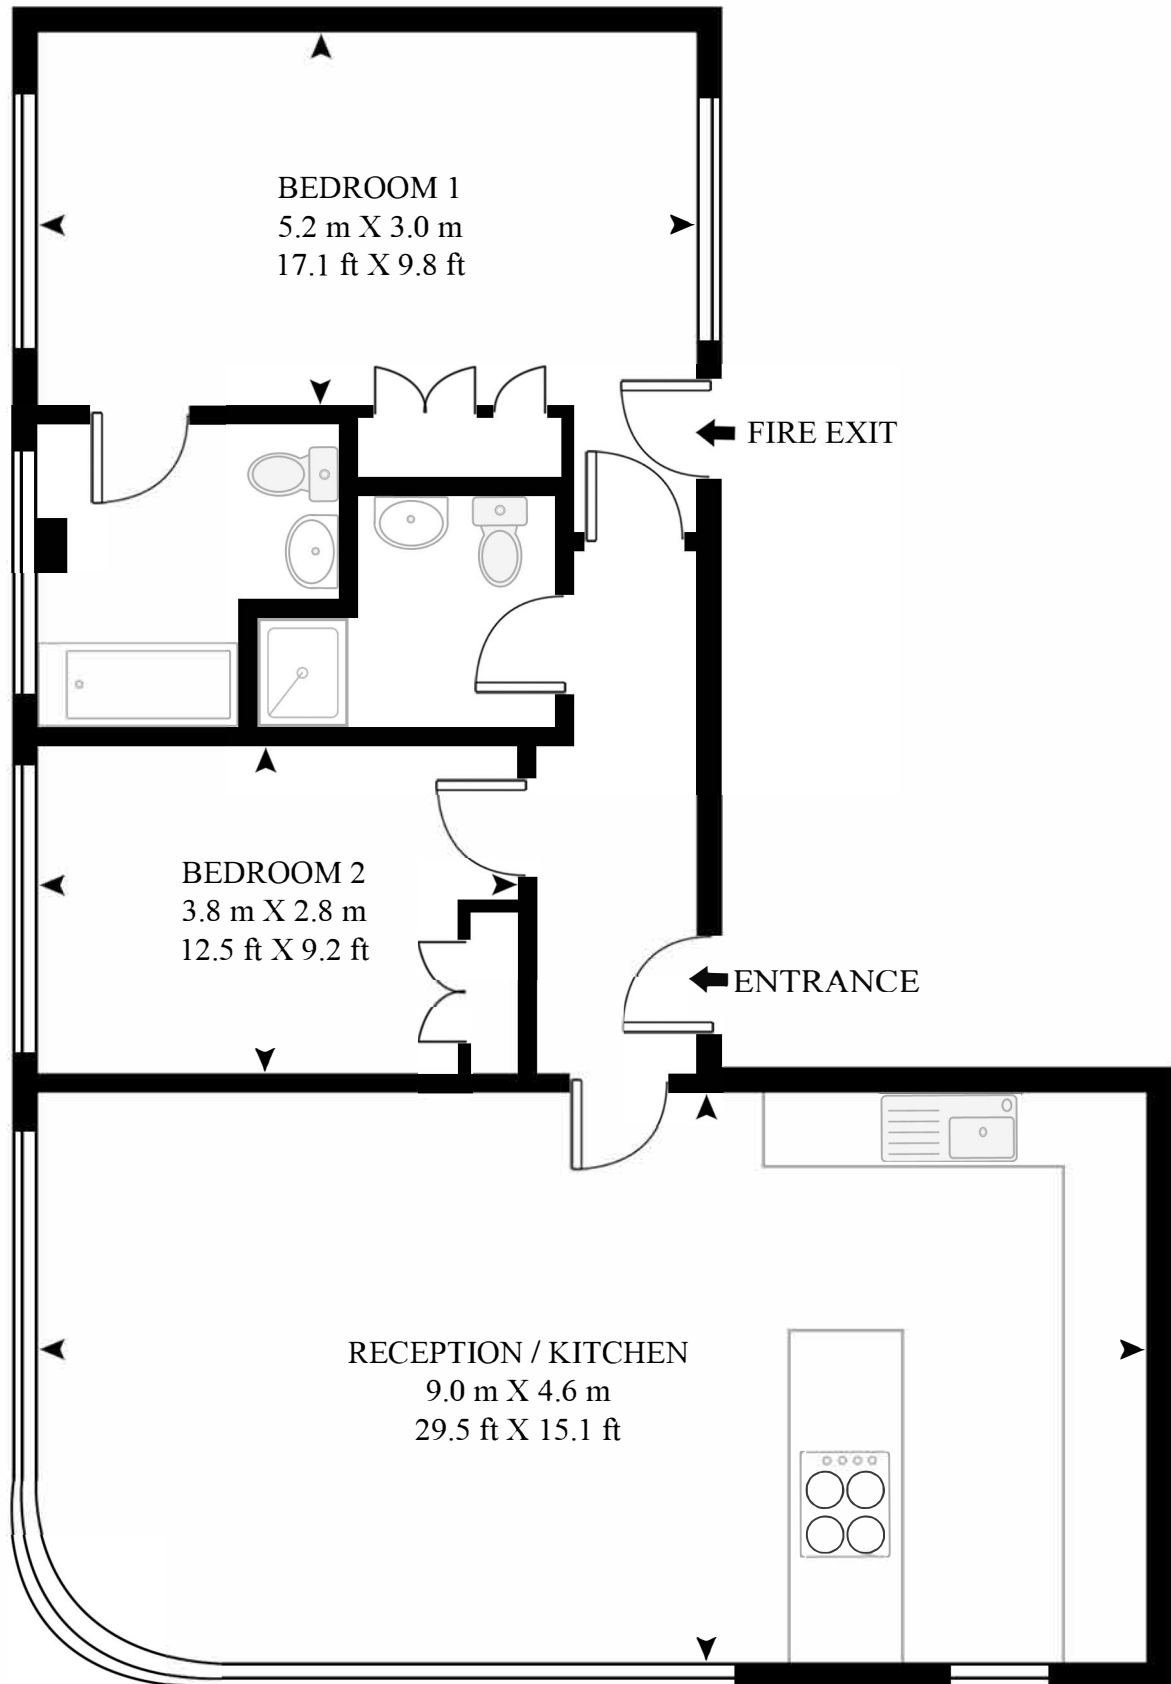 BEDROOM 1
5.2 m X 3.0 m
17.1 ft X 9.8 ft
FIRE EXIT
BEDROOM 2
3.8 m X 2.8 m
12.5 ft X 9.2 ft
ENTRANCE
RECEPTION / KITCHEN
9.0 m X 4.6 m
29.5 ft X 15.1 ft